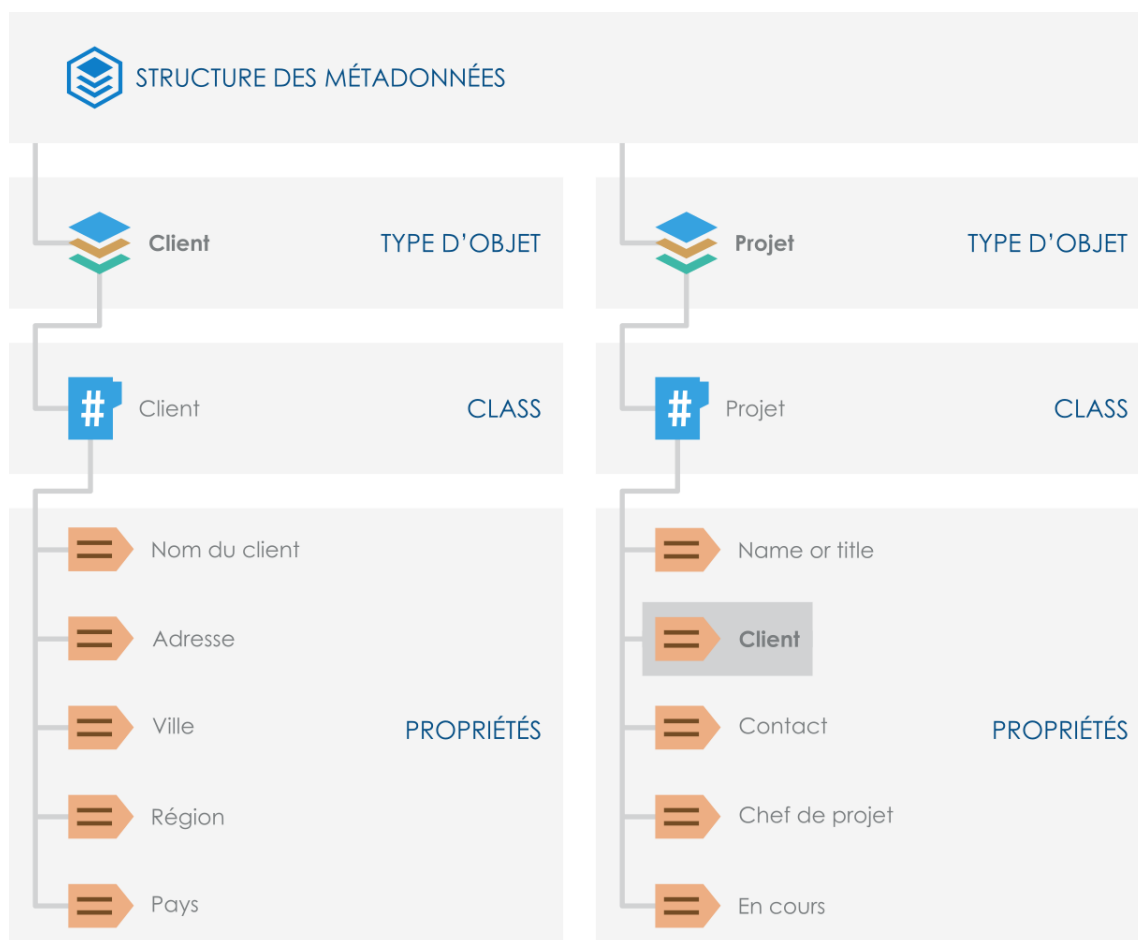 STRUCTURE DES MÉTADONNÉES
Client TYPE D'OBJET
Projet TYPE D'OBJET
# Client CLASS
# Projet CLASS
Nom du client
Adresse
Ville PROPRIÉTÉS
Région
Pays
Name or title
Client
Contact PROPRIÉTÉS
Chef de projet
En cours